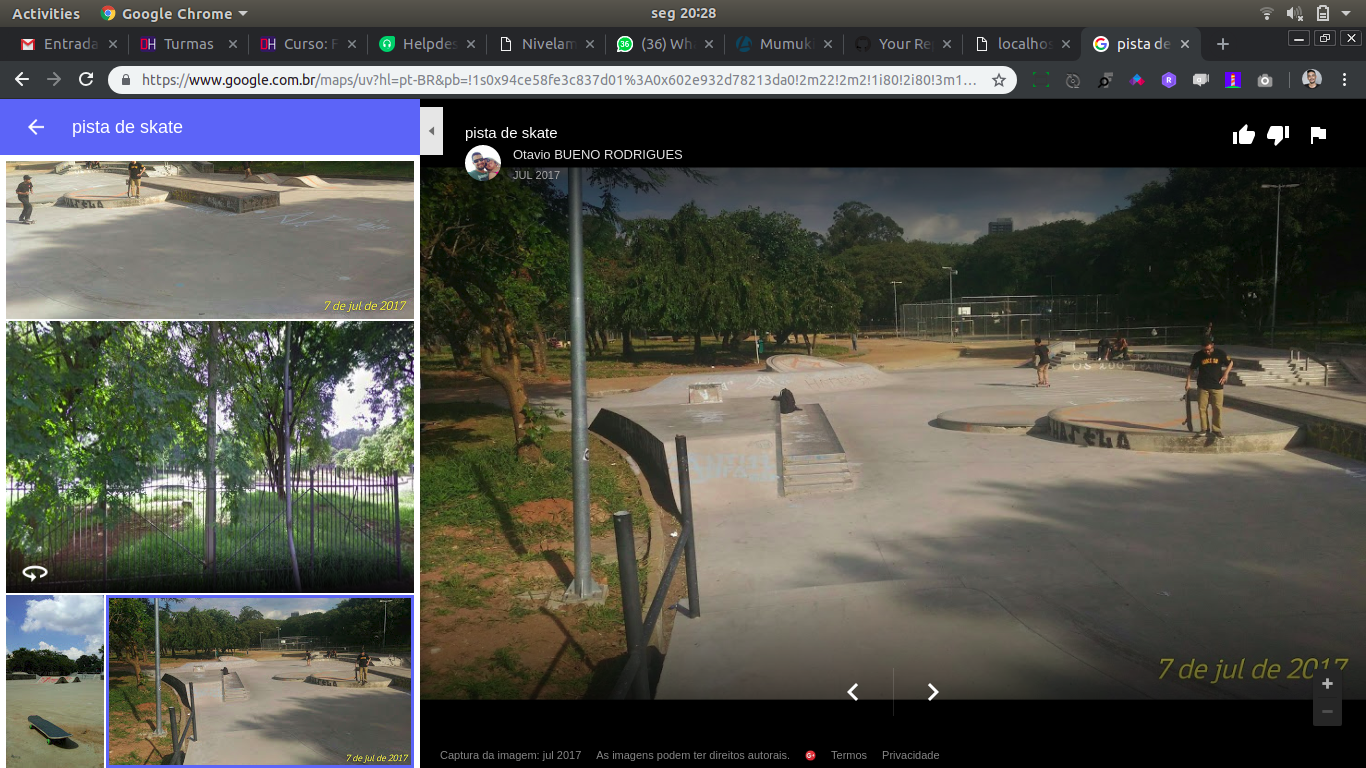 Activities
Google Chrome
seg 20:28
Entrada
Turmas
Curso: F
Helpdes
Nivelam
(36) Wh
Mumuk
Your Re
localhos
pista de
https://www.google.com.br/maps/uv?hl=pt-BR&pb=!1s0x94ce58fe3c837d01%3A0x602e932d78213da0!2m22!2m2!1i80!2i80!3m1…
pista de skate
7 de jul de 2017
7 de jul de 2017
pista de skate
Otavio BUENO RODRIGUES
JUL 2017
7 de jul de 2017
Captura da imagem: jul 2017 As imagens podem ter direitos autorais. G+ Termos Privacidade